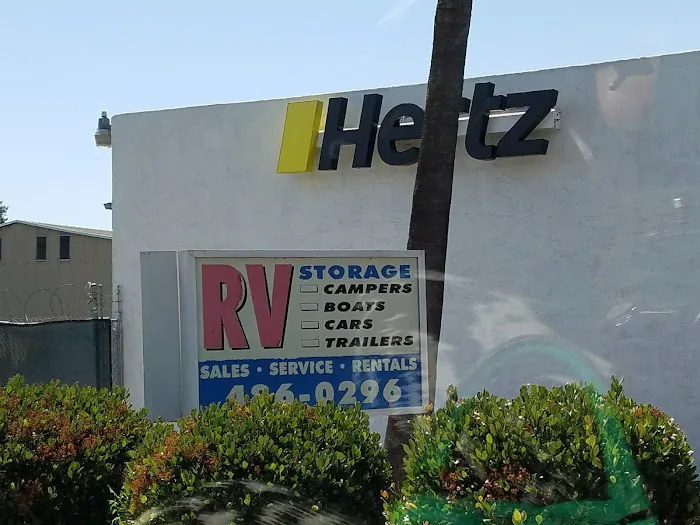 Hertz
RV
STORAGE
CAMPERS
BOATS
CARS
TRAILERS
SALES • SERVICE • RENTALS
486-0296